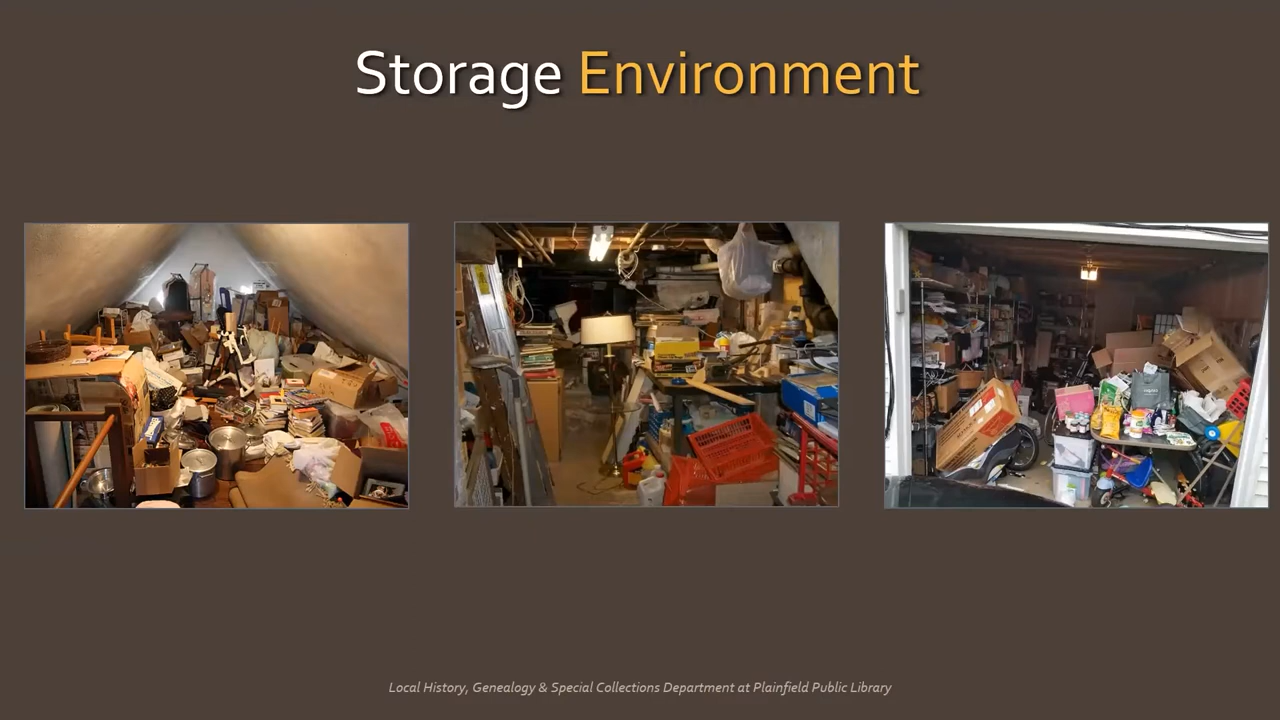 Storage Environment
Local History, Genealogy & Special Collections Department at Plainfield Public Library